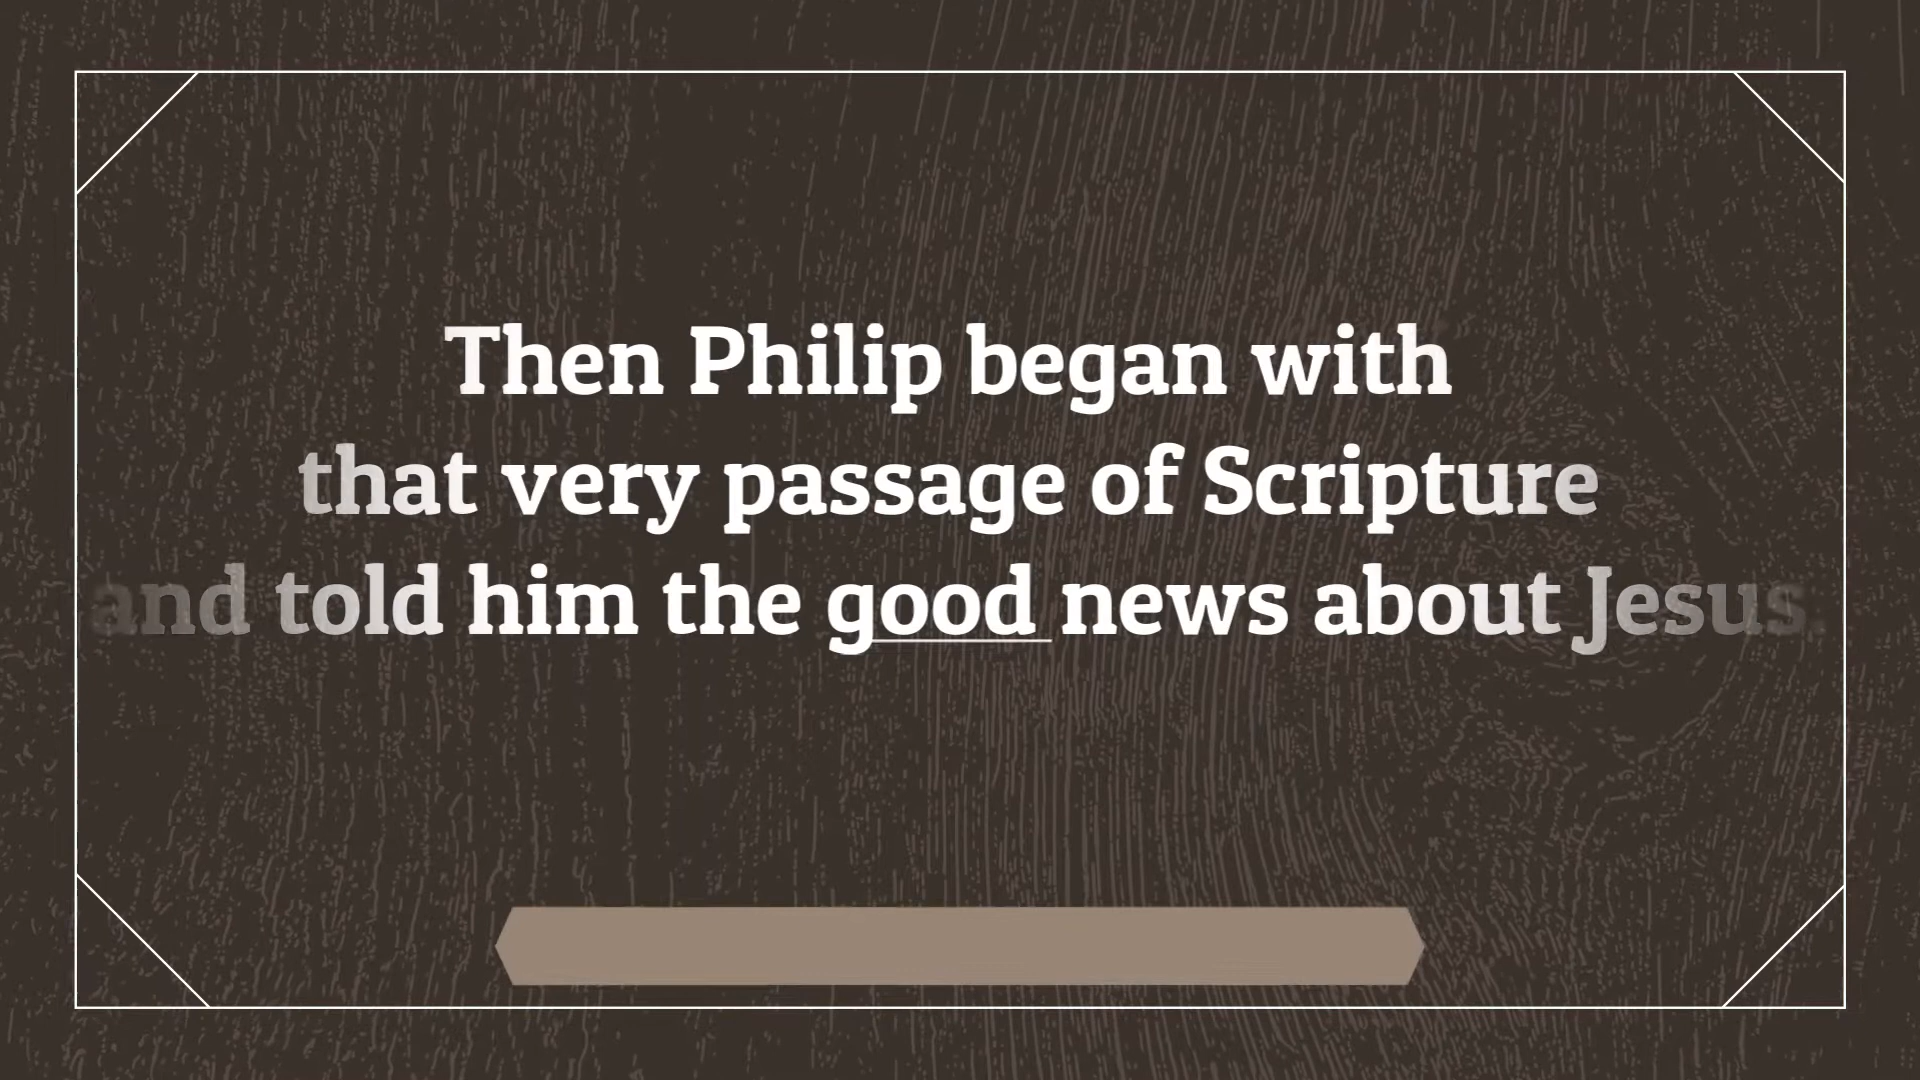 Then Philip began with
that very passage of Scripture
and told him the good news about Jesus.